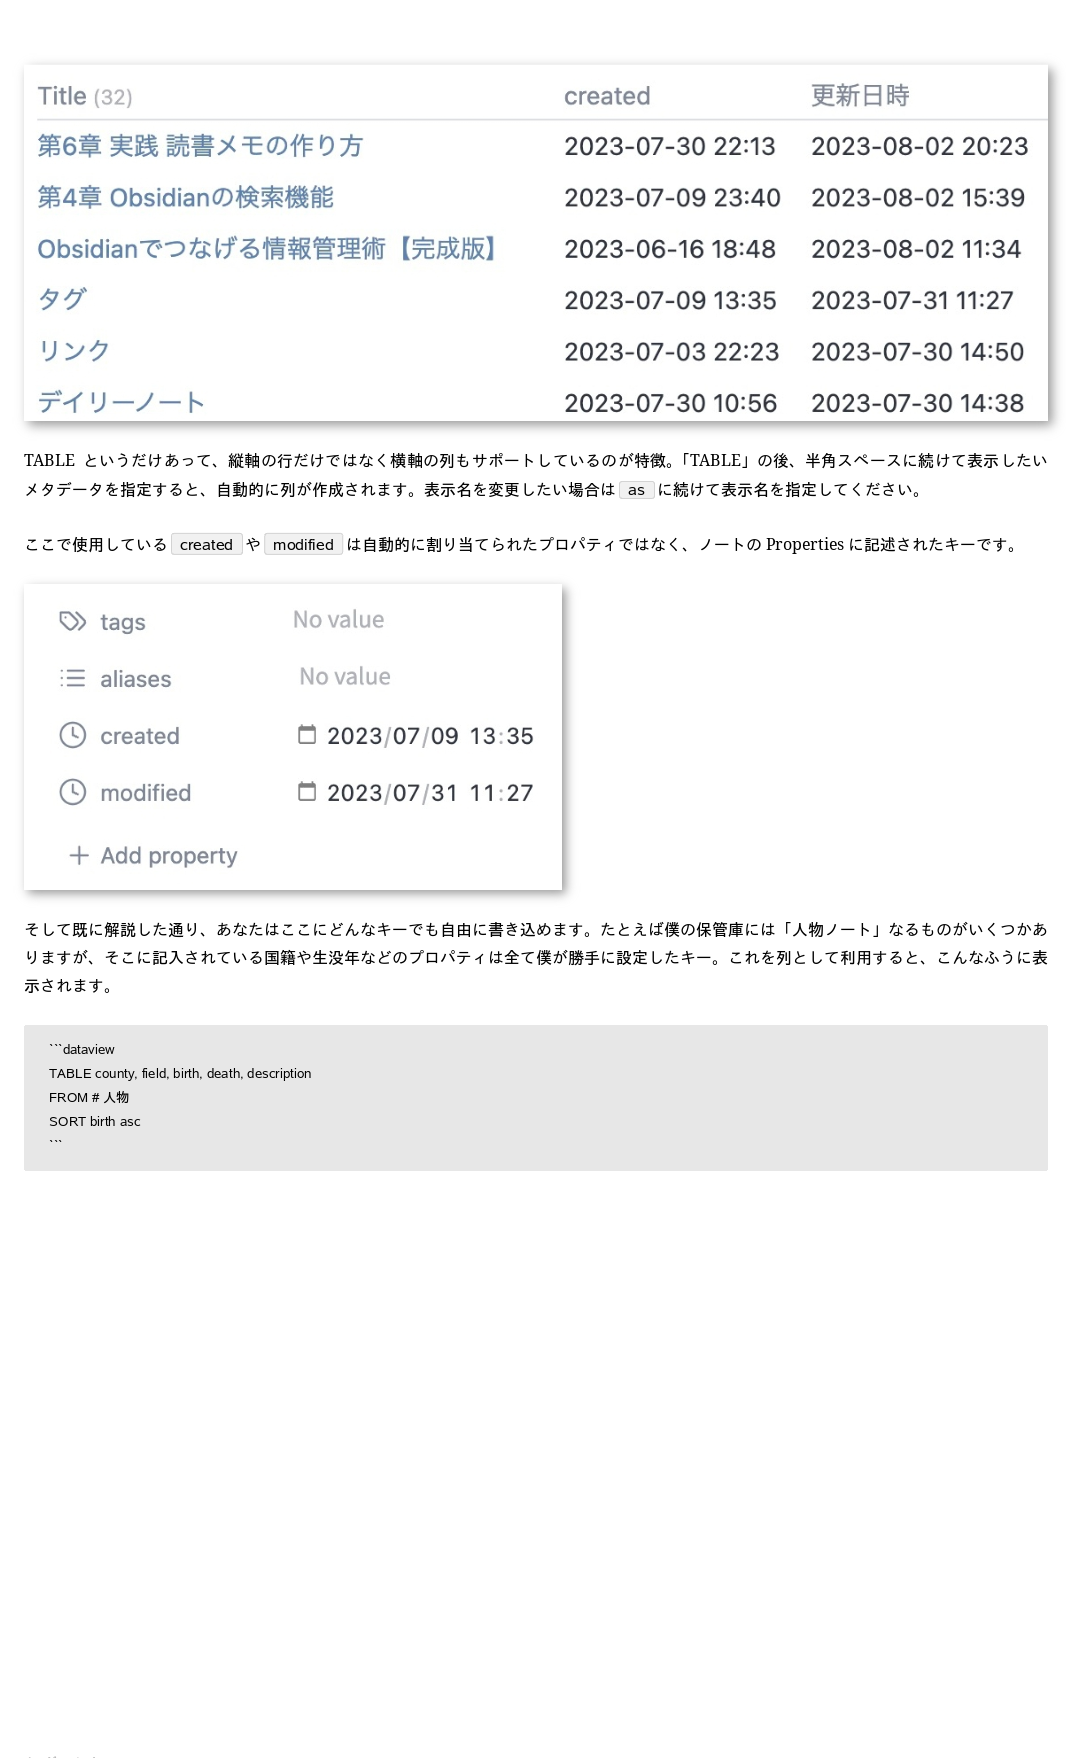 Title (32) created 更新日時
第6章 実践 読書メモの作り方 2023-07-30 22:13 2023-08-02 20:23
第4章 Obsidianの検索機能 2023-07-09 23:40 2023-08-02 15:39
Obsidianでつなげる情報管理術【完成版】 2023-06-16 18:48 2023-08-02 11:34
タグ 2023-07-09 13:35 2023-07-31 11:27
リンク 2023-07-03 22:23 2023-07-30 14:50
デイリーノート 2023-07-30 10:56 2023-07-30 14:38
TABLE というだけあって、縦軸の行だけではなく横軸の列もサポートしているのが特徴。「TABLE」の後、半角スペースに続けて表示したい
メタデータを指定すると、自動的に列が作成されます。表示名を変更したい場合は as に続けて表示名を指定してください。
ここで使用している created や modified は自動的に割り当てられたプロパティではなく、ノートの Properties に記述されたキーです。
tags No value
aliases No value
created 2023/07/09 13:35
modified 2023/07/31 11:27
+ Add property
そして既に解説した通り、あなたはここにどんなキーでも自由に書き込めます。たとえば僕の保管庫には「人物ノート」なるものがいくつかあ
りますが、そこに記入されている国籍や生没年などのプロパティは全て僕が勝手に設定したキー。これを列として利用すると、こんなふうに表
示されます。
```dataview
TABLE county, field, birth, death, description
FROM # 人物
SORT birth asc
```